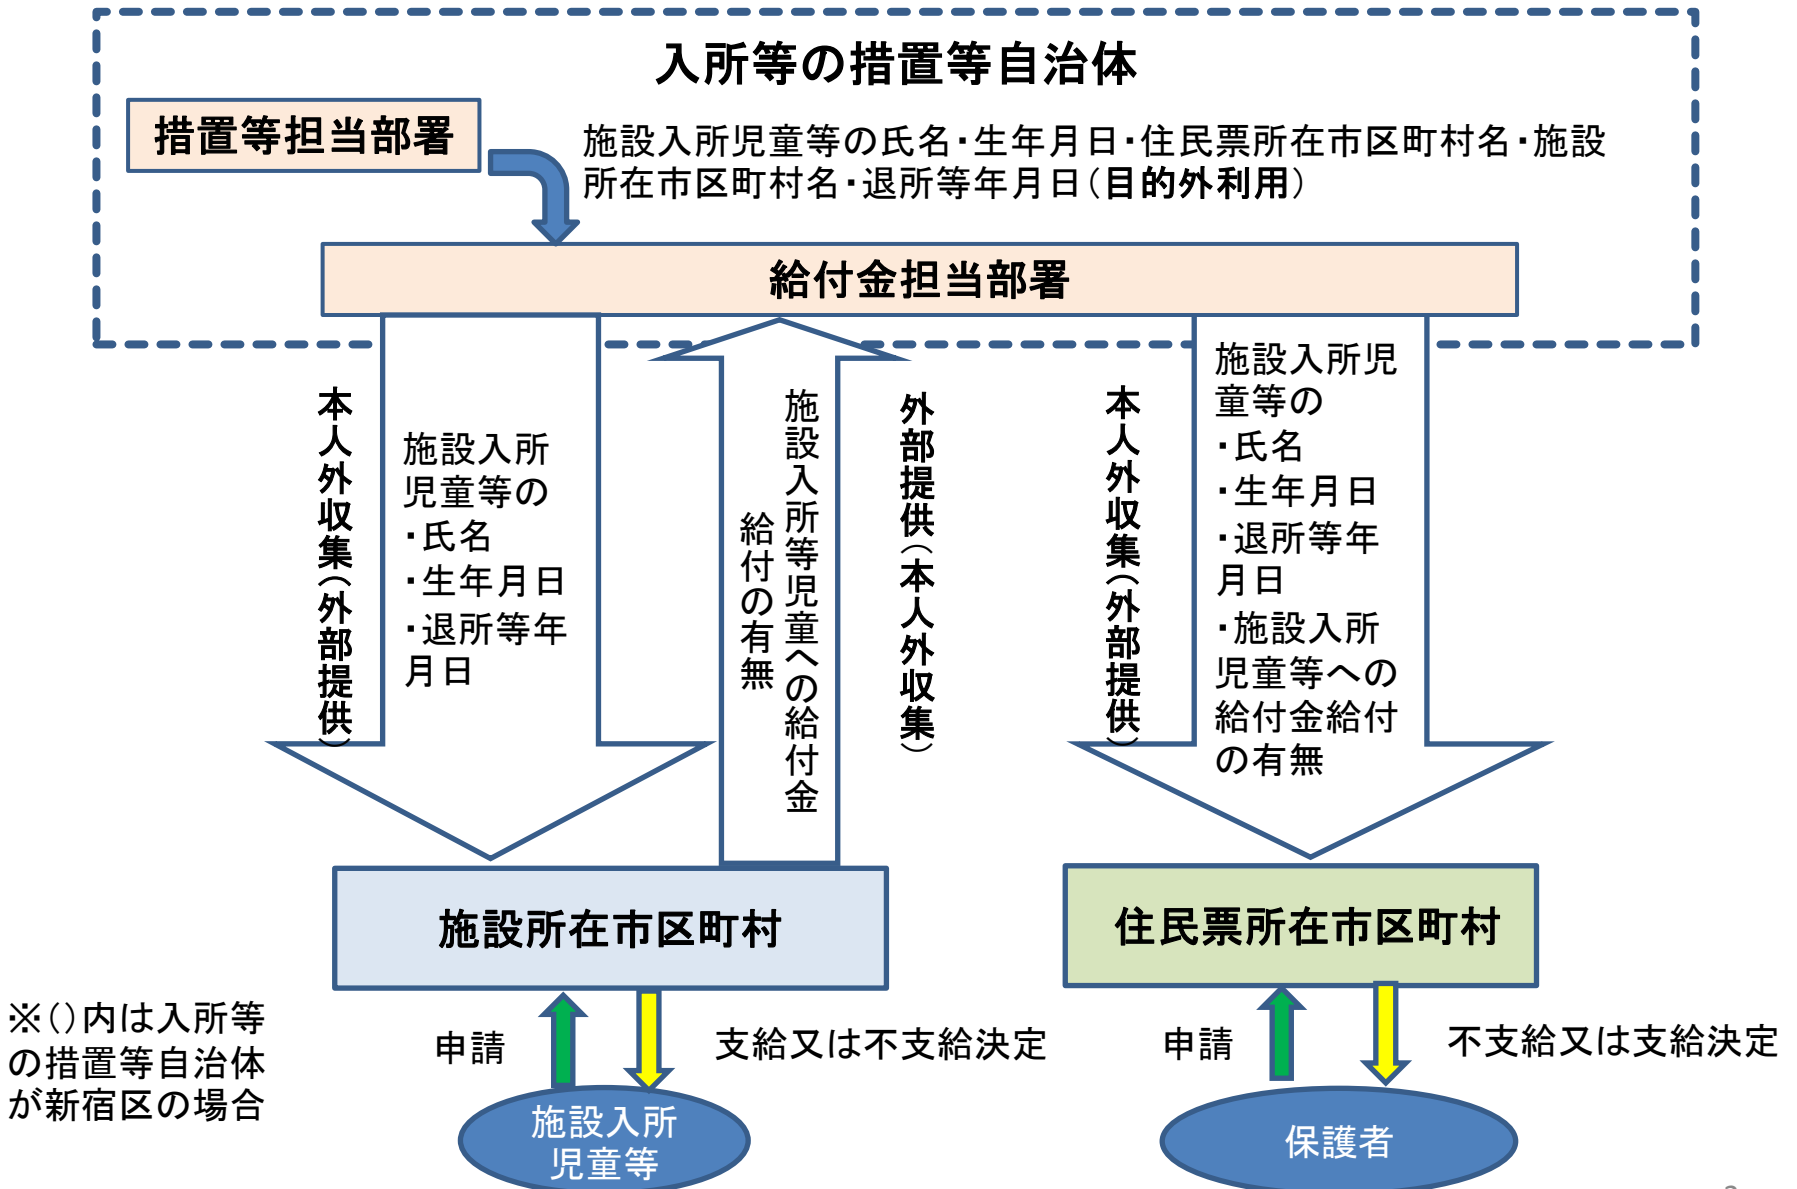 入所等の措置等自治体
措置等担当部署
施設入所児童等の氏名・生年月日・住民票所在市区町村名・施設
所在市区町村名・退所等年月日（目的外利用）
給付金担当部署
本人外収集（外部提供）
施設入所
児童等の
・氏名
・生年月日
・退所等年
月日
施設入所等児童への給付金
給付の有無
外部提供（本人外収集）
本人外収集（外部提供）
施設入所児
童等の
・氏名
・生年月日
・退所等年
月日
・施設入所
児童等への
給付金給付
の有無
施設所在市区町村
住民票所在市区町村
※（）内は入所等
の措置等自治体
が新宿区の場合
申請
支給又は不支給決定
申請
不支給又は支給決定
施設入所
児童等
保護者